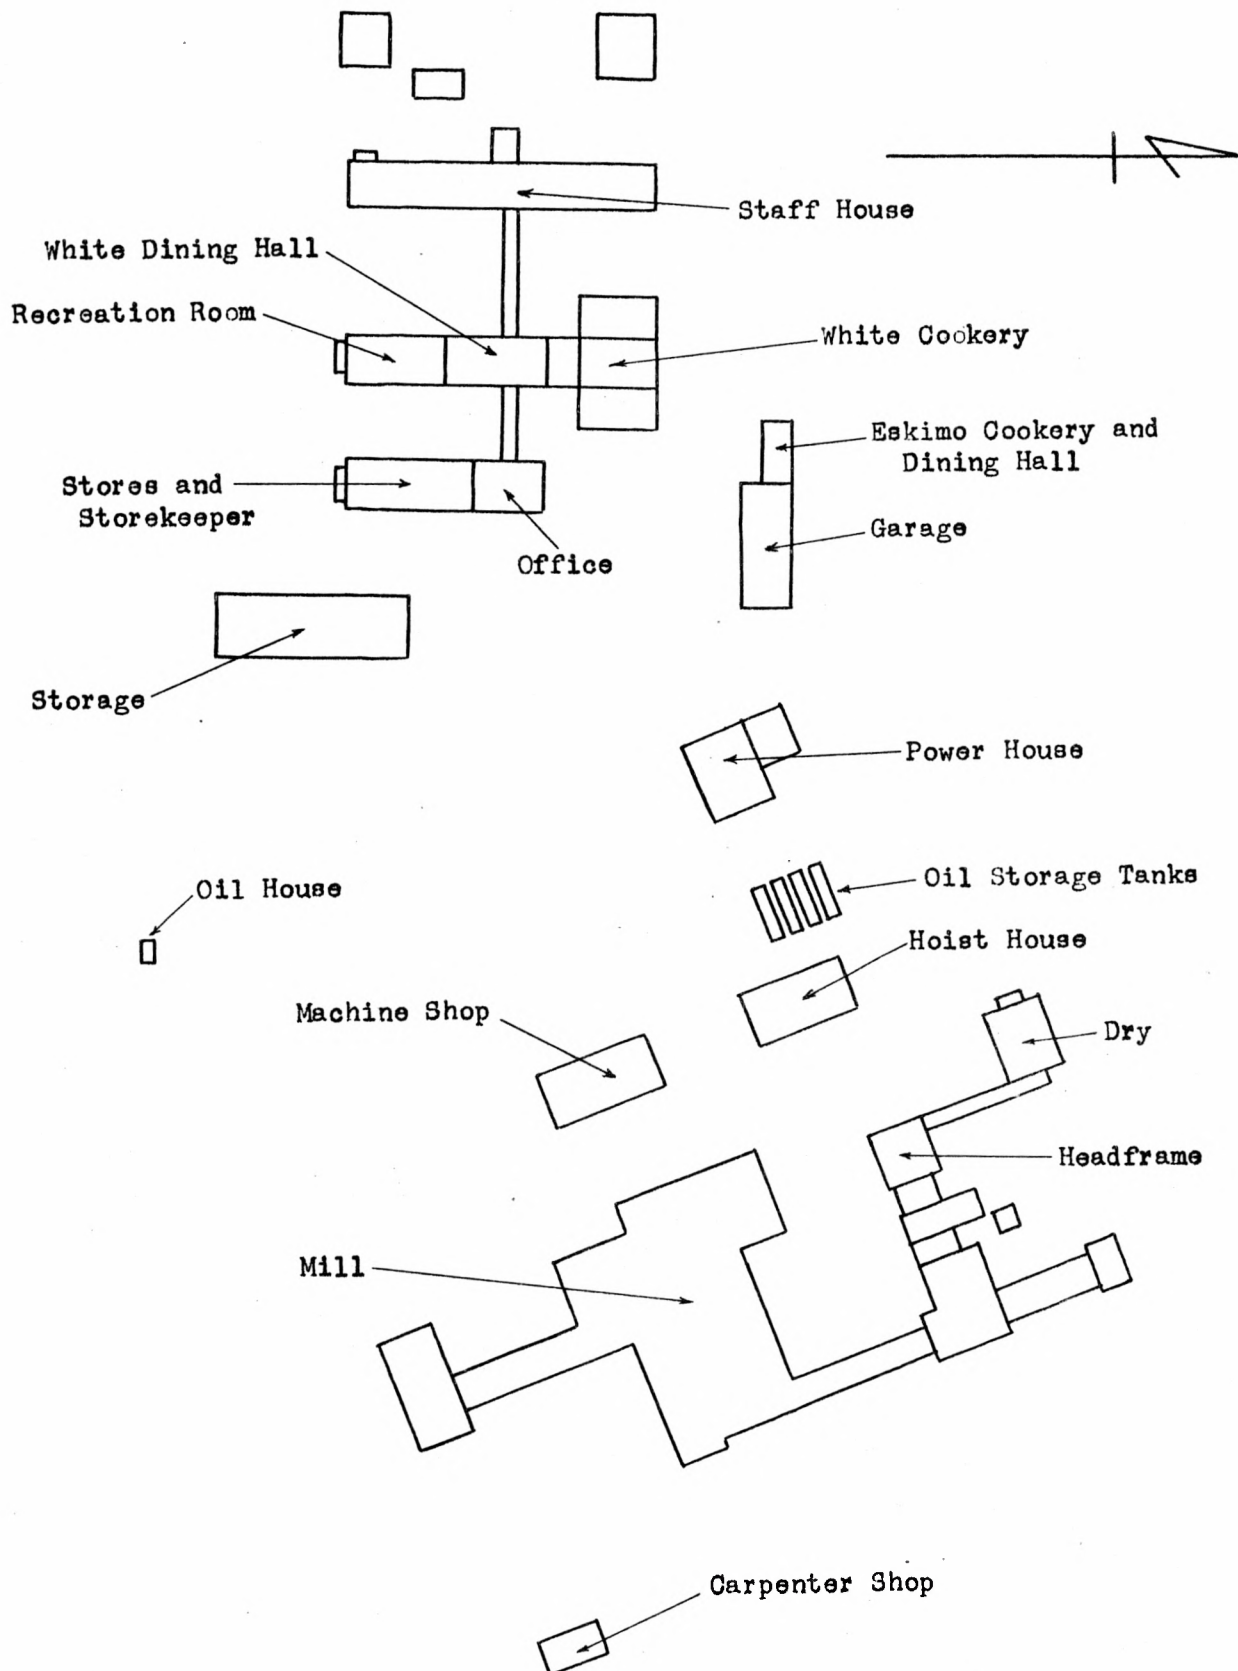 Staff House
White Dining Hall
Recreation Room
White Cookery
Eskimo Cookery and
Dining Hall
Stores and
Storekeeper
Garage
Office
Storage
Power House
Oil House
Oil Storage Tanks
Hoist House
Machine Shop
Dry
Headframe
Mill
Carpenter Shop